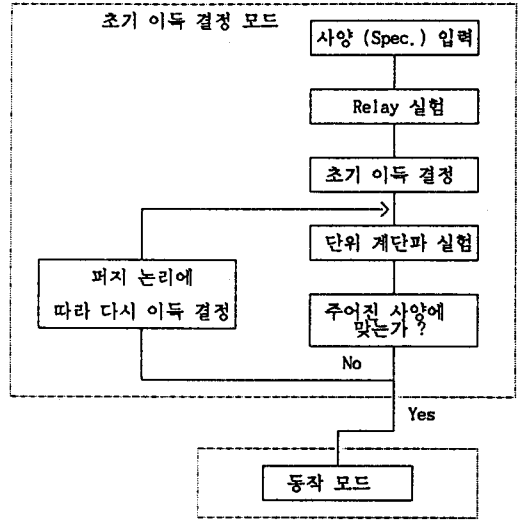 초기 이득 결정 모드
사양 (Spec.) 입력
Relay 실험
초기 이득 결정
단위 계단파 실험
퍼지 논리에
따라 다시 이득 결정
주어진 사양에
맞는가 ?
No
Yes
동작 모드